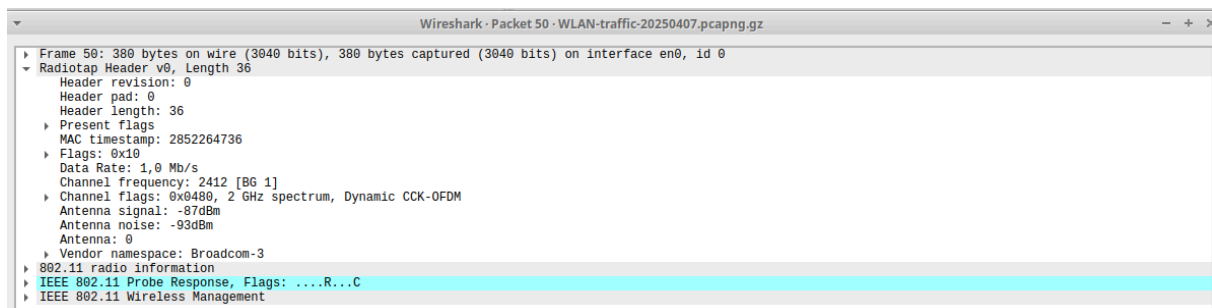 Wireshark · Packet 50 · WLAN-traffic-20250407.pcapng.gz
Frame 50: 380 bytes on wire (3040 bits), 380 bytes captured (3040 bits) on interface en0, id 0
Radiotap Header v0, Length 36
Header revision: 0
Header pad: 0
Header length: 36
Present flags
MAC timestamp: 2852264736
Flags: 0x10
Data Rate: 1,0 Mb/s
Channel frequency: 2412 [BG 1]
Channel flags: 0x0480, 2 GHz spectrum, Dynamic CCK-OFDM
Antenna signal: -87dBm
Antenna noise: -93dBm
Antenna: 0
Vendor namespace: Broadcom-3
802.11 radio information
IEEE 802.11 Probe Response, Flags: ....R...C
IEEE 802.11 Wireless Management